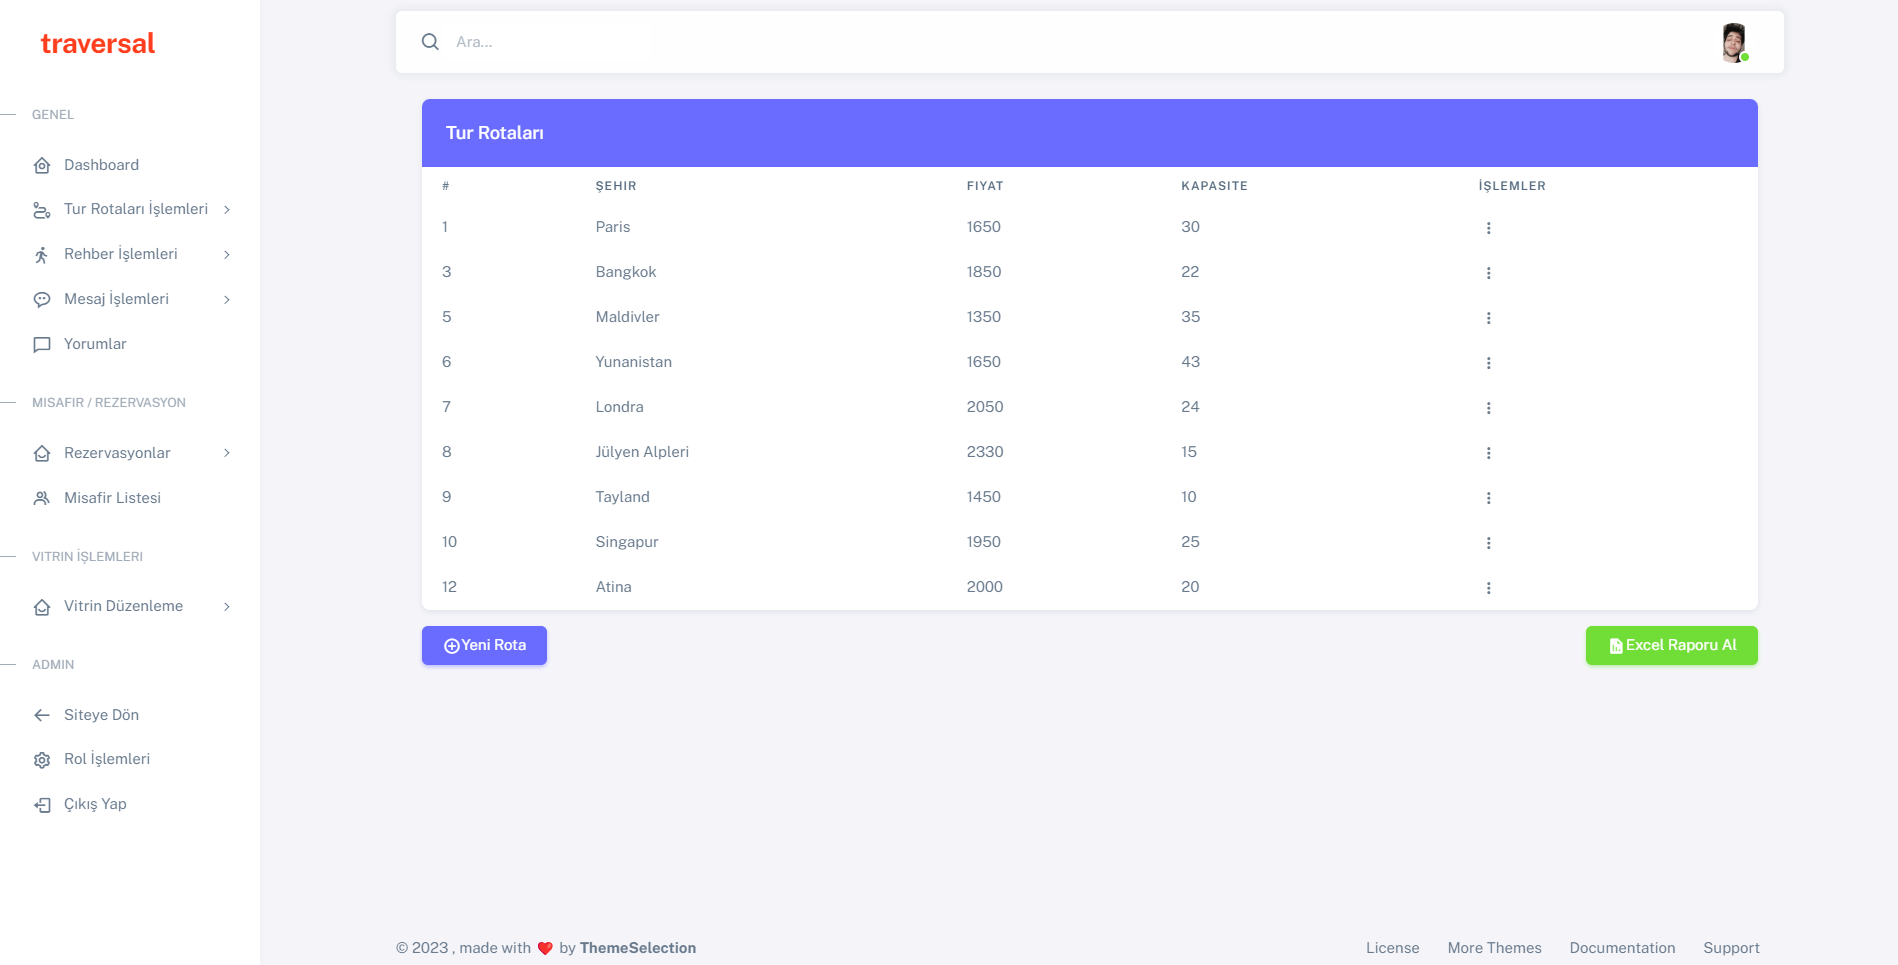 traversal
GENEL
Dashboard
Tur Rotaları İşlemleri
Rehber İşlemleri
Mesaj İşlemleri
Yorumlar
MISAFIR / REZERVASYON
Rezervasyonlar
Misafir Listesi
VITRIN İŞLEMLERI
Vitrin Düzenleme
ADMIN
Siteye Dön
Rol İşlemleri
Çıkış Yap
Ara...
Tur Rotaları
# ŞEHIR FIYAT KAPASITE İŞLEMLER
1 Paris 1650 30
3 Bangkok 1850 22
5 Maldivler 1350 35
6 Yunanistan 1650 43
7 Londra 2050 24
8 Jülyen Alpleri 2330 15
9 Tayland 1450 10
10 Singapur 1950 25
12 Atina 2000 20
Yeni Rota Excel Raporu Al
© 2023 , made with ❤️ by ThemeSelection License More Themes Documentation Support